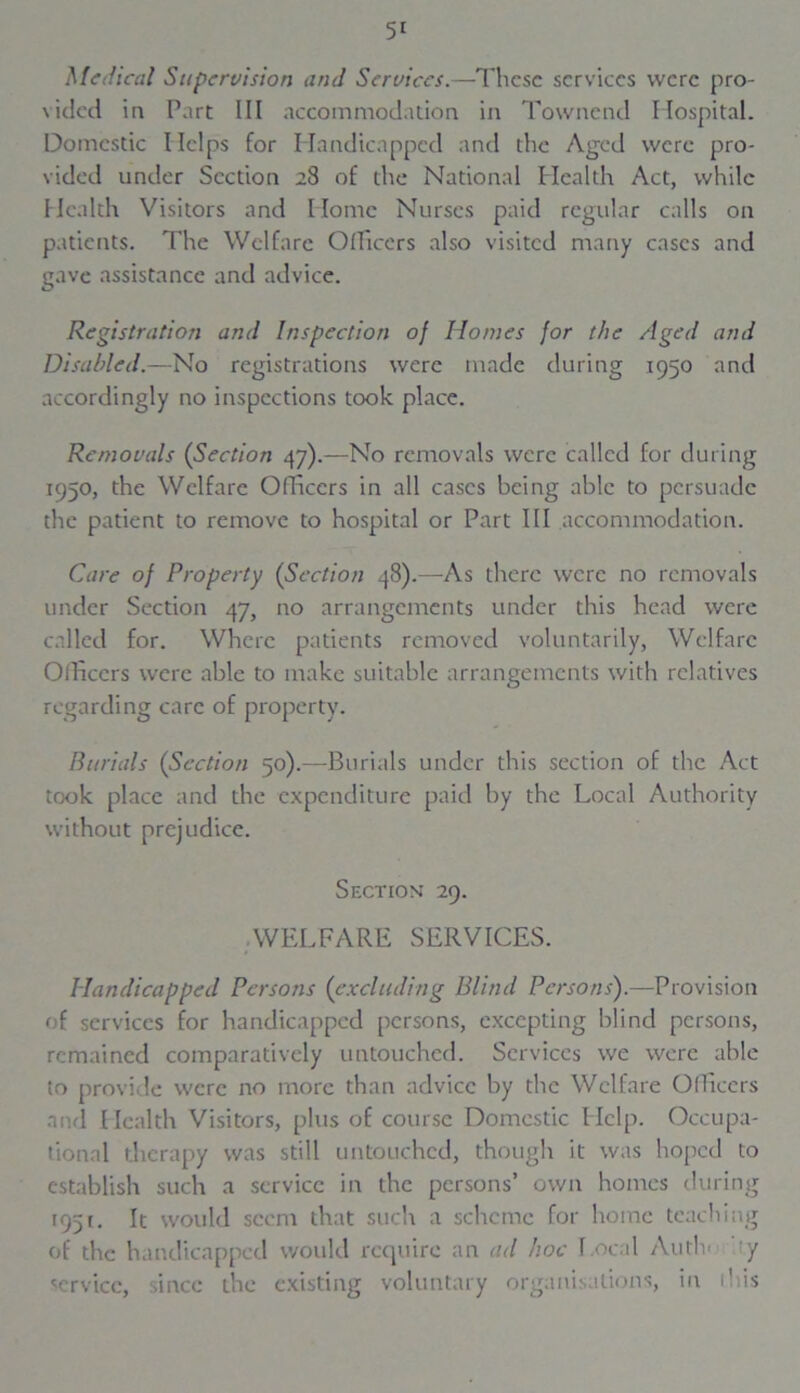 51
Medical Supervision and Services.—These services were pro-
vided in Part III accommodation in Townend Hospital.
Domestic Helps for Handicapped and the Aged were pro-
vided under Section 28 of the National Health Act, while
Health Visitors and Home Nurses paid regular calls on
patients. The Welfare Officers also visited many cases and
gave assistance and advice.
Registration and Inspection of Homes for the Aged and
Disabled.—No registrations were made during 1950 and
accordingly no inspections took place.
Removals (Section 47).—No removals were called for during
1950, the Welfare Officers in all cases being able to persuade
the patient to remove to hospital or Part III accommodation.
Care of Property (Section 48).—As there were no removals
under Section 47, no arrangements under this head were
called for. Where patients removed voluntarily, Welfare
Officers were able to make suitable arrangements with relatives
regarding care of property.
Burials (Section 50).—Burials under this section of the Act
took place and the expenditure paid by the Local Authority
without prejudice.
Section 29.
WELFARE SERVICES.
Handicapped Persons (excluding Blind Persons).—Provision
of services for handicapped persons, excepting blind persons,
remained comparatively untouched. Services we were able
to provide were no more than advice by the Welfare Officers
and Health Visitors, plus of course Domestic Help. Occupa-
tional therapy was still untouched, though it was hoped to
establish such a service in the persons' own homes during
1951. It would seem that such a scheme for home teaching
of the handicapped would require an ad hoc Local Authority
service, since the existing voluntary organisations, in this